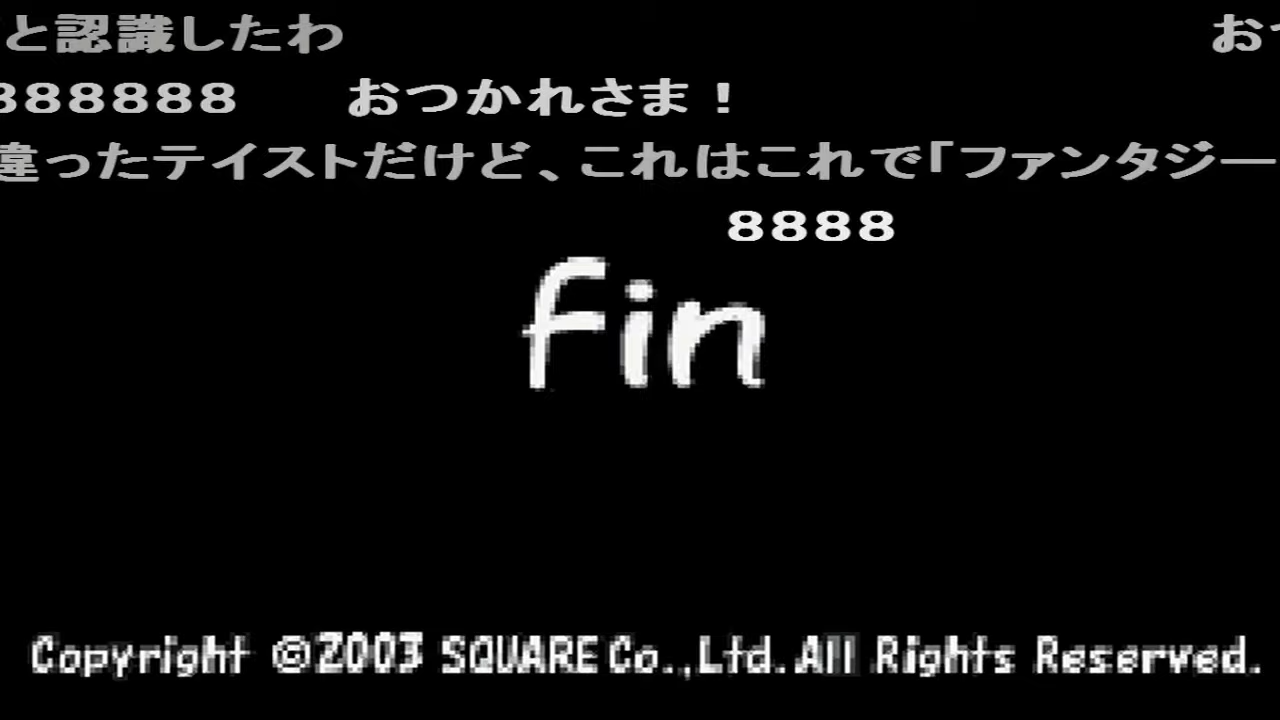 と認識したわ　おつ
888888　おつかれさま！
違ったテイストだけど、これはこれで「ファンタジー
8888
fin
Copyright ©2003 SQUARE Co.,Ltd. All Rights Reserved.